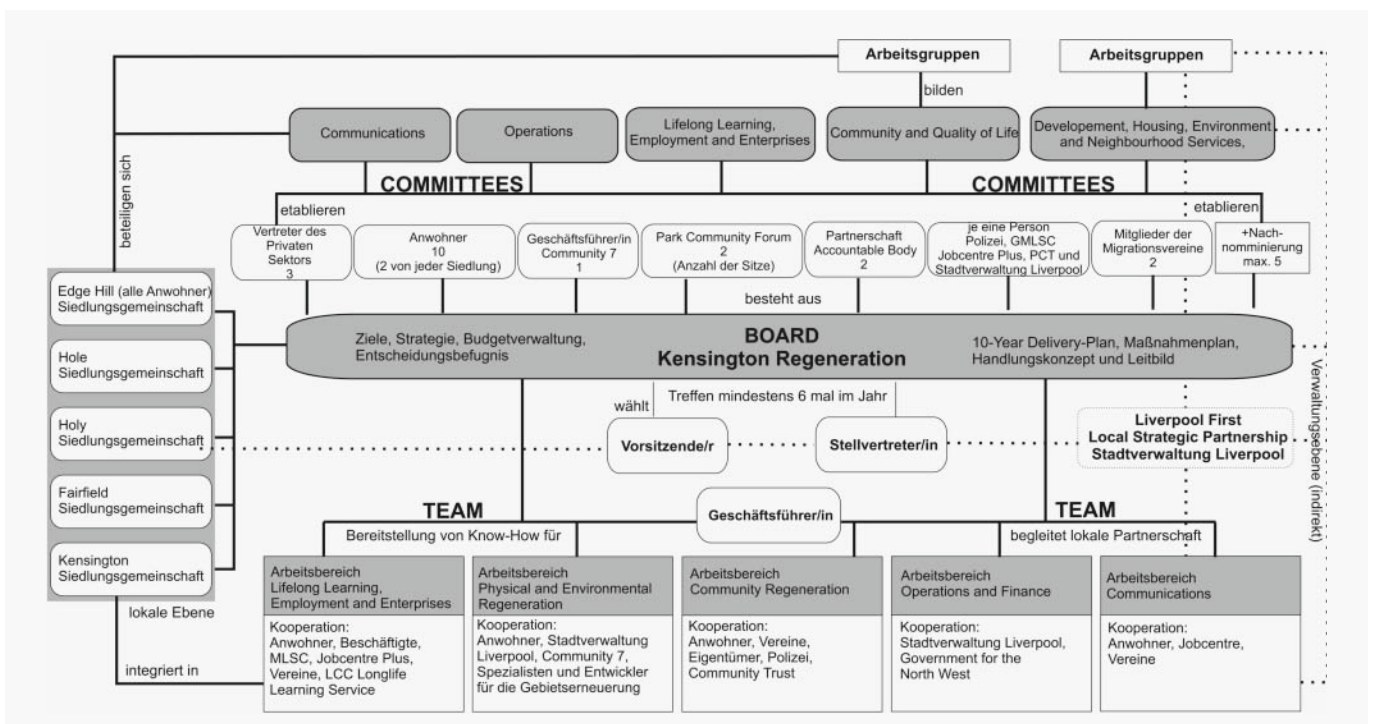 Arbeitsgruppen
Arbeitsgruppen
bilden
Communications
Operations
Lifelong Learning,
Employment and Enterprises
Community and Quality of Life
Developement, Housing, Environment
and Neighbourhood Services,
beteiligen sich
COMMITTEES
COMMITTEES
etablieren
etablieren
Vertreter des
Privaten
Sektors
3
Anwohner
10
(2 von jeder Siedlung)
Geschäftsführer/in
Community 7
1
Park Community Forum
2
(Anzahl der Sitze)
Partnerschaft
Accountable Body
2
je eine Person
Polizei, GMLSC
Jobcentre Plus, PCT und
Stadtverwaltung Liverpool
Mitglieder der
Migrationsvereine
2
+Nach-
nominierung
max. 5
besteht aus
Edge Hill (alle Anwohner)
Siedlungsgemeinschaft
Hole
Siedlungsgemeinschaft
Holy
Siedlungsgemeinschaft
Fairfield
Siedlungsgemeinschaft
Kensington
Siedlungsgemeinschaft
lokale Ebene
integriert in
Ziele, Strategie, Budgetverwaltung,
Entscheidungsbefugnis
BOARD
Kensington Regeneration
10-Year Delivery-Plan, Maßnahmenplan,
Handlungskonzept und Leitbild
wählt
Treffen mindestens 6 mal im Jahr
Vorsitzende/r
Stellvertreter/in
Liverpool First
Local Strategic Partnership
Stadtverwaltung Liverpool
Verwaltungsebene (indirekt)
TEAM
Geschäftsführer/in
TEAM
Bereitstellung von Know-How für
begleitet lokale Partnerschaft
Arbeitsbereich
Lifelong Learning,
Employment and Enterprises
Kooperation:
Anwohner, Beschäftigte,
MLSC, Jobcentre Plus,
Vereine, LCC Longlife
Learning Service
Arbeitsbereich
Physical and Environmental
Regeneration
Kooperation:
Anwohner, Stadtverwaltung
Liverpool, Community 7,
Spezialisten und Entwickler
für die Gebietserneuerung
Arbeitsbereich
Community Regeneration
Kooperation:
Anwohner, Vereine,
Eigentümer, Polizei,
Community Trust
Arbeitsbereich
Operations and Finance
Kooperation:
Stadtverwaltung Liverpool,
Government for the
North West
Arbeitsbereich
Communications
Kooperation:
Anwohner, Jobcentre,
Vereine